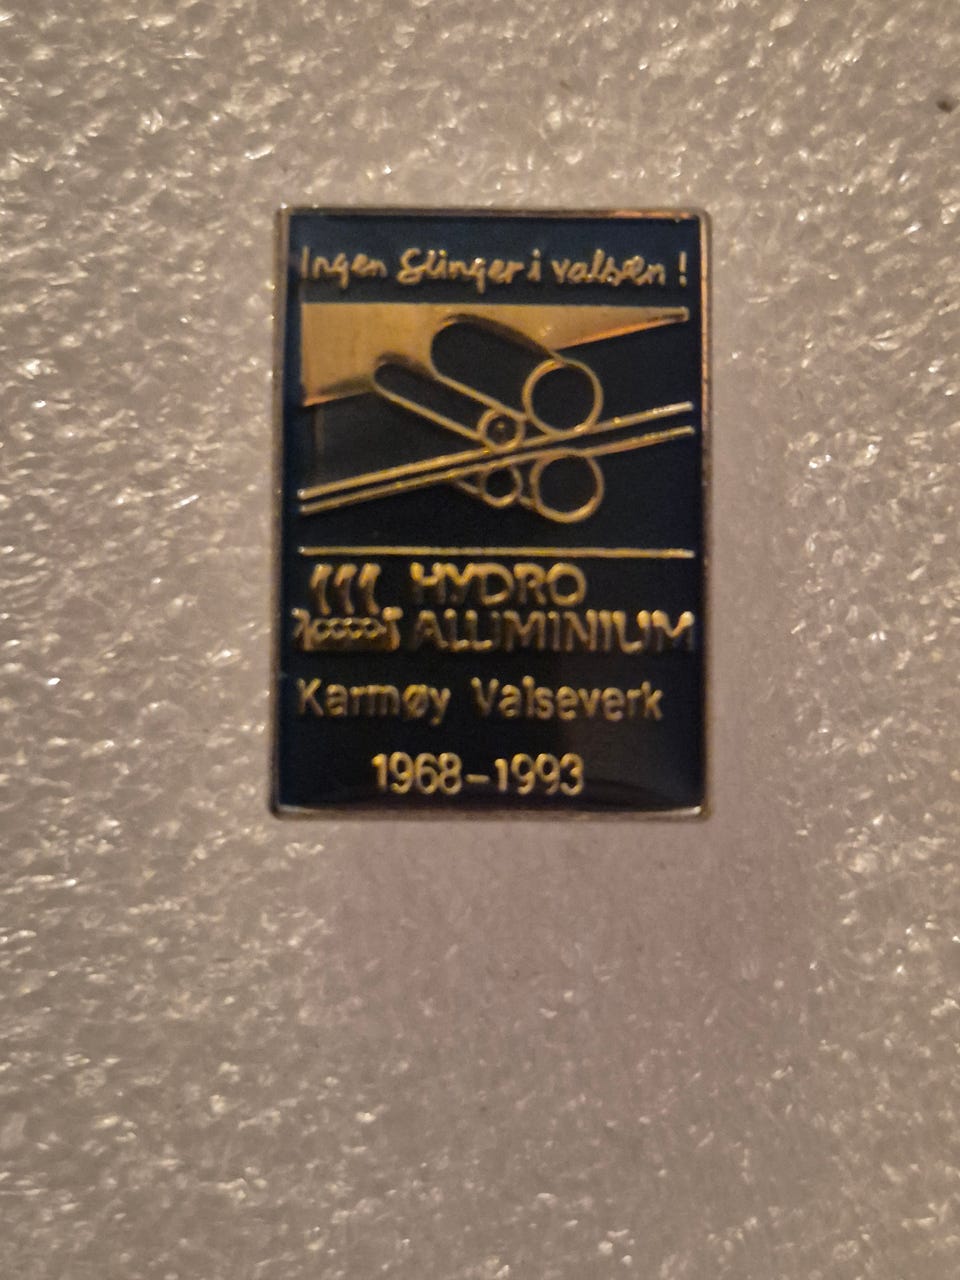 Ingen slinger i valsen !
HYDRO
ALUMINIUM
Karmøy Valseverk
1968-1993